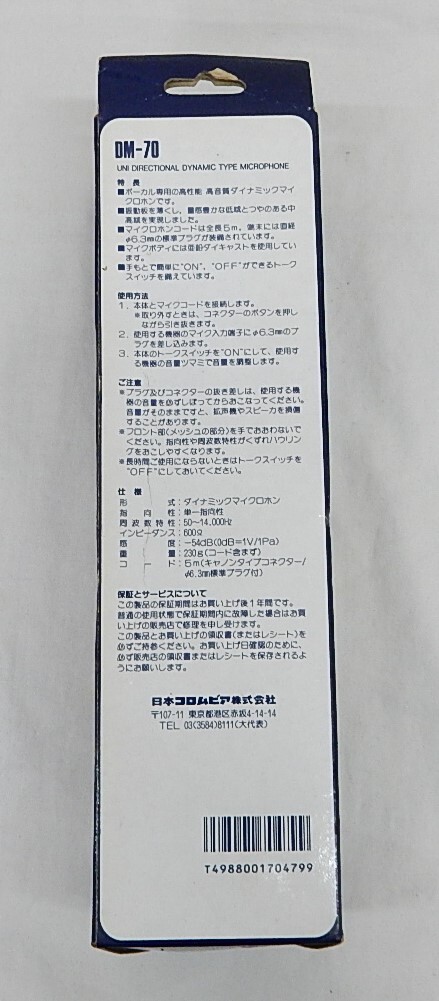 DM-70
UNI DIRECTIONAL DYNAMIC TYPE MICROPHONE
特長
■ボーカル専用の高性能 高音質ダイナミックマイ
クロホンです。
■振動板を薄くし、量感豊かな低域とつやのある中
高域を実現しました。
■マイクロホンコードは全長5m。端末には直径
φ6.3mmの標準プラグが装備されています。
■マイクボディには亜鉛ダイキャストを使用してい
ます。
■手もとで簡単に"ON"、"OFF"ができるトーク
スイッチを備えています。
使用方法
1. 本体とマイクコードを接続します。
※取り外すときは、コネクターのボタンを押し
ながら引き抜きます。
2. 使用する機器のマイク入力端子にφ6.3mmのプ
ラグを差し込みます。
3. 本体のトークスイッチを"ON"にして、使用す
る機器の音量ツマミで音量を調整します。
ご注意
※プラグ及びコネクターの抜き差しは、使用する機
器の音量を必ずしぼってからおこなってください。
音量がそのままですと、拡声機やスピーカを損傷
することがあります。
※フロント部(メッシュの部分)を手でおおわないで
ください。指向性や周波数特性がくずれハウリン
グをおこしやすくなります。
※長時間ご使用にならないときはトークスイッチを
"OFF"にしておいてください。
仕様
形式:ダイナミックマイクロホン
指向性:単一指向性
周波数特性:50〜14,000Hz
インピーダンス:600Ω
感度:−54dB(0dB=1V/1Pa)
重量:230g(コード含まず)
コード:5m(キャノンタイプコネクター/
φ6.3mm標準プラグ付)
保証とサービスについて
この製品の保証期間はお買い上げ後1年間です。
普通の使用状態で保証期間内に故障した場合はお買
い上げの販売店で修理を申し受けます。
この製品とお買い上げの領収書(またはレシート)を
必ずご持参ください。お買い上げ日確認のために、
必ず販売店の領収書またはレシートを保存されるよ
うにお願いします。
日本コロムビア株式会社
〒107-11 東京都港区赤坂4-14-14
TEL 03(3584)8111(大代表)
T4988001704799